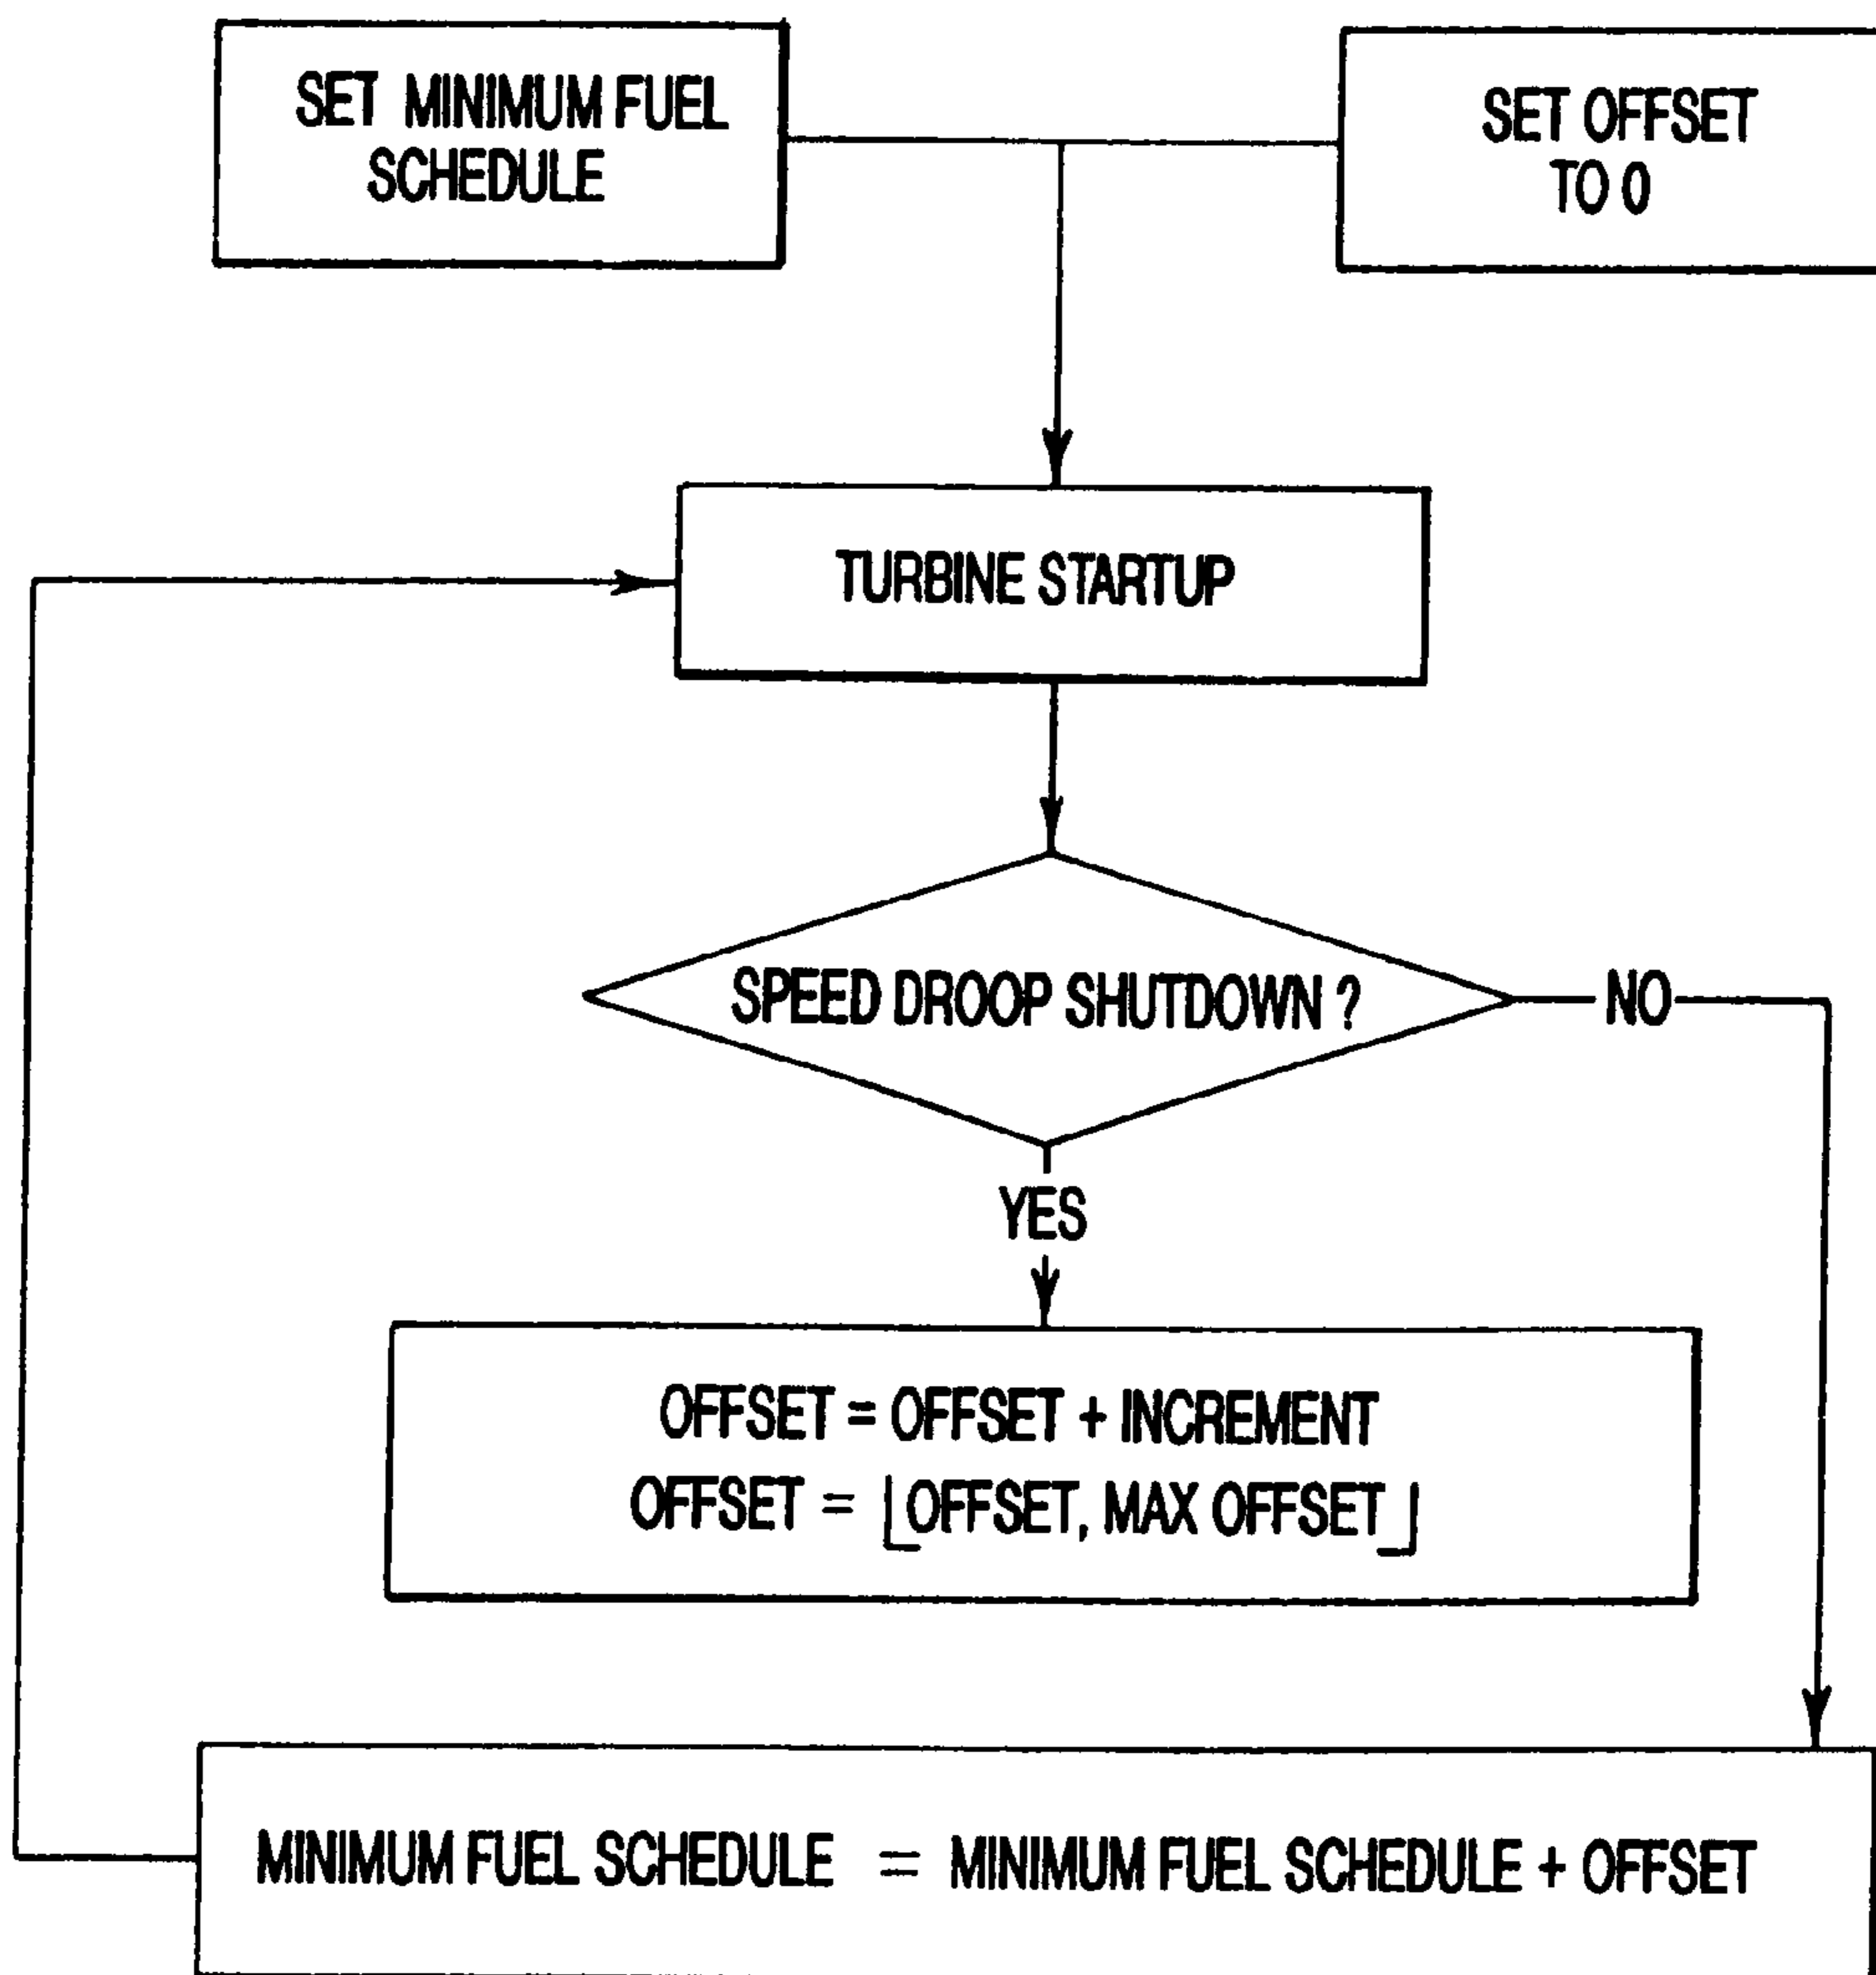 SET MINIMUM FUEL
SCHEDULE
SET OFFSET
TO 0
TURBINE STARTUP
SPEED DROOP SHUTDOWN ?
NO
YES
OFFSET = OFFSET + INCREMENT
OFFSET = ⌊OFFSET, MAX OFFSET⌋
MINIMUM FUEL SCHEDULE = MINIMUM FUEL SCHEDULE + OFFSET